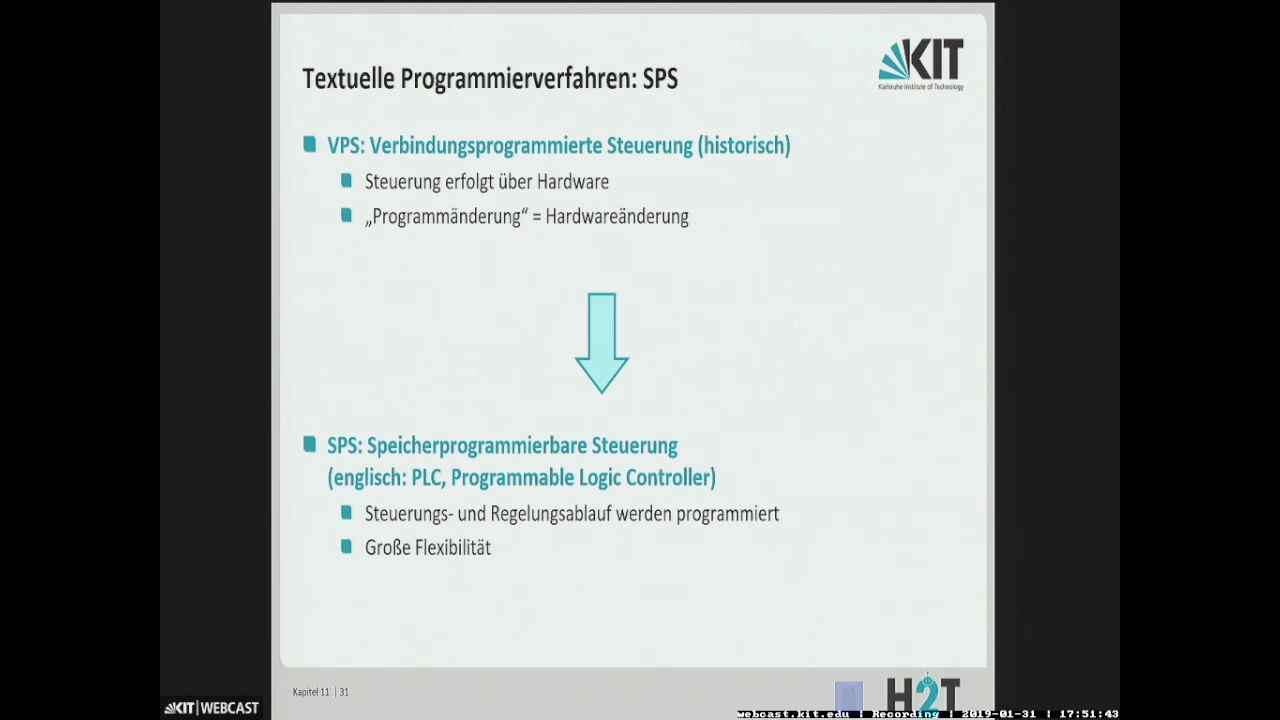 KIT
Karlsruhe Institute of Technology
Textuelle Programmierverfahren: SPS
VPS: Verbindungsprogrammierte Steuerung (historisch)
Steuerung erfolgt über Hardware
„Programmänderung“ = Hardwareänderung
SPS: Speicherprogrammierbare Steuerung
(englisch: PLC, Programmable Logic Controller)
Steuerungs- und Regelungsablauf werden programmiert
Große Flexibilität
Kapitel 11 | 31
H2T
KIT | WEBCAST
webcast.kit.edu | Recording | 2019-01-31 | 17:51:43